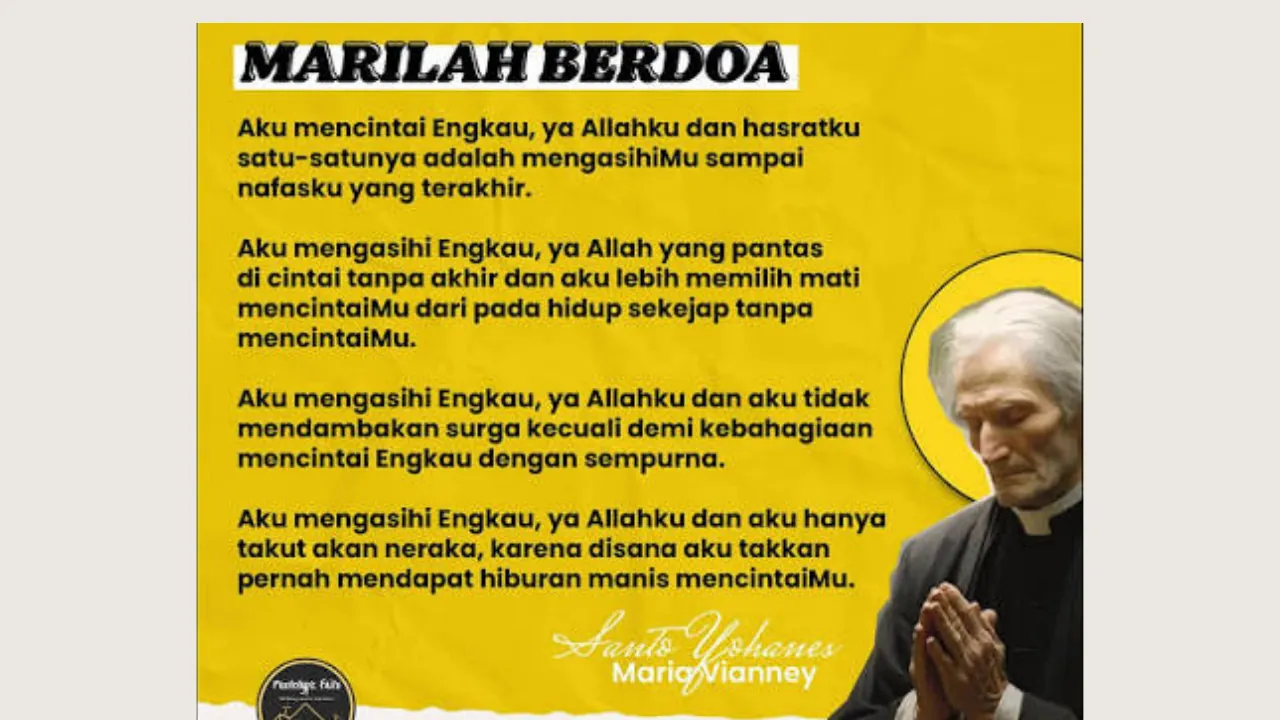 MARILAH BERDOA
Aku mencintai Engkau, ya Allahku dan hasratku
satu-satunya adalah mengasihiMu sampai
nafasku yang terakhir.
Aku mengasihi Engkau, ya Allah yang pantas
di cintai tanpa akhir dan aku lebih memilih mati
mencintaiMu dari pada hidup sekejap tanpa
mencintaiMu.
Aku mengasihi Engkau, ya Allahku dan aku tidak
mendambakan surga kecuali demi kebahagiaan
mencintai Engkau dengan sempurna.
Aku mengasihi Engkau, ya Allahku dan aku hanya
takut akan neraka, karena disana aku takkan
pernah mendapat hiburan manis mencintaiMu.
Santo Yohanes
Maria Vianney